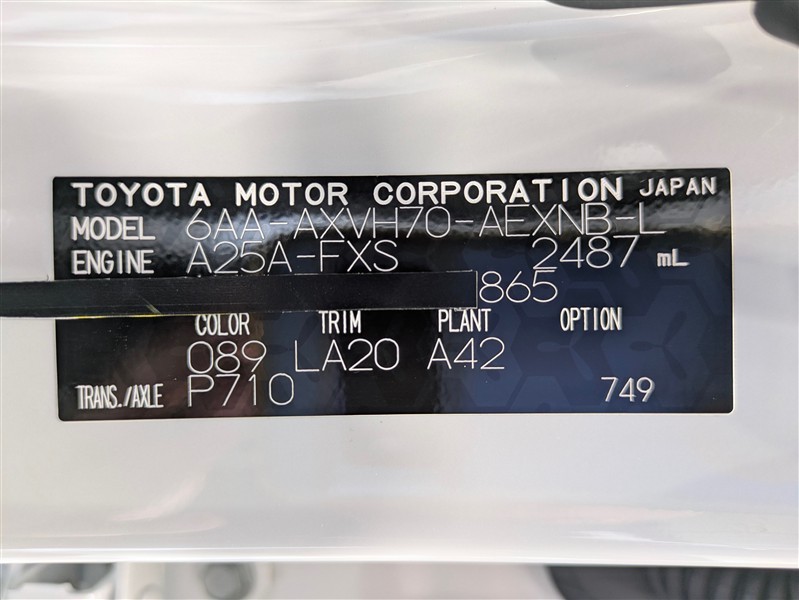 TOYOTA MOTOR CORPORATION JAPAN
MODEL 6AA-AXVH70-AEXNB-L
ENGINE A25A-FXS 2487 mL
865
COLOR TRIM PLANT OPTION
089 LA20 A42
TRANS./AXLE P710 749